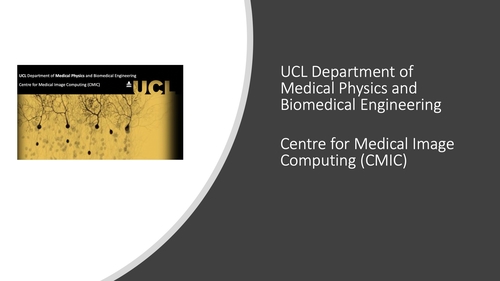 UCL Department of Medical Physics and Biomedical Engineering
Centre for Medical Image Computing (CMIC)
UCL
UCL Department of
Medical Physics and
Biomedical Engineering
Centre for Medical Image
Computing (CMIC)